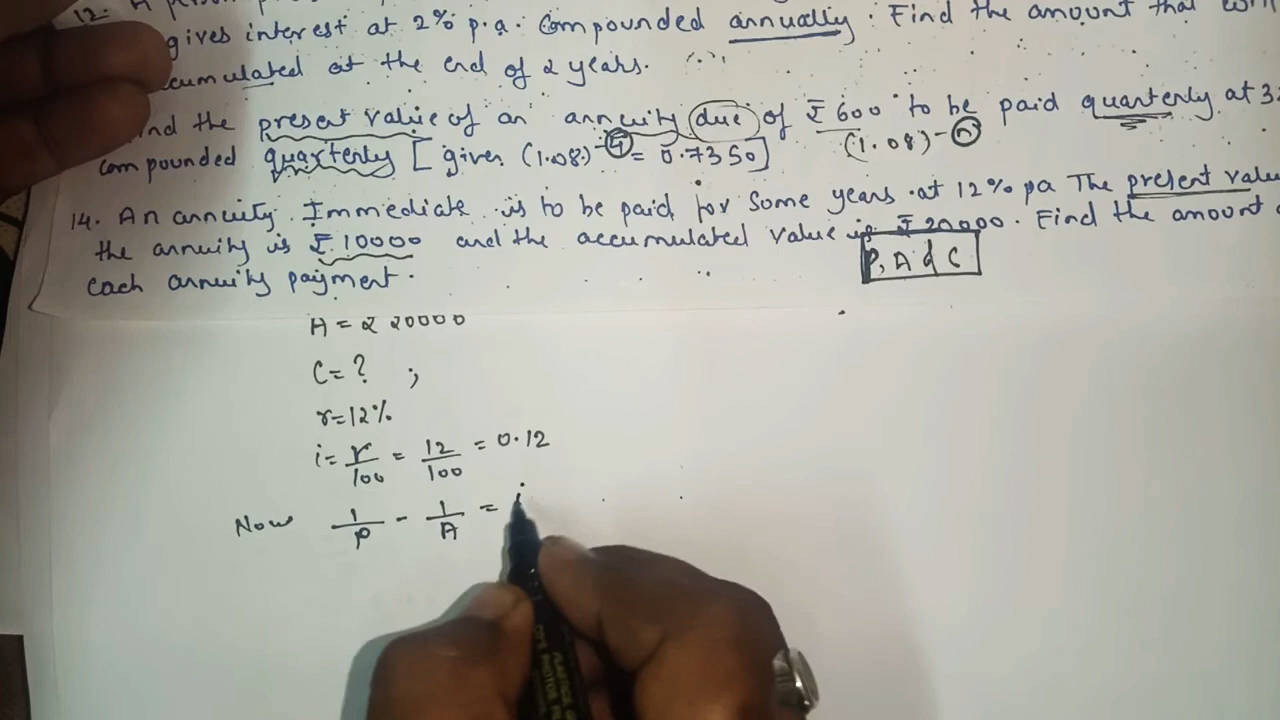 12. A person
gives interest at 2% p.a. Compounded annually. Find the amount that will
cumulated at the end of 2 years.
nd the present value of an annuity due of ₹ 600 to be paid quarterly at 3
compounded quarterly [given (1.08)⁻⁴ = 0.7350] (1.08)⁻ⁿ
14. An annuity Immediate is to be paid for some years at 12% pa The present value
the annuity is ₹ 10000 and the accumulated value is ₹ 20000. Find the amount
each annuity payment.
P, A & C
A = ₹ 20000
C = ? ;
r = 12%
i = r/100 = 12/100 = 0.12
Now 1/P - 1/A = i